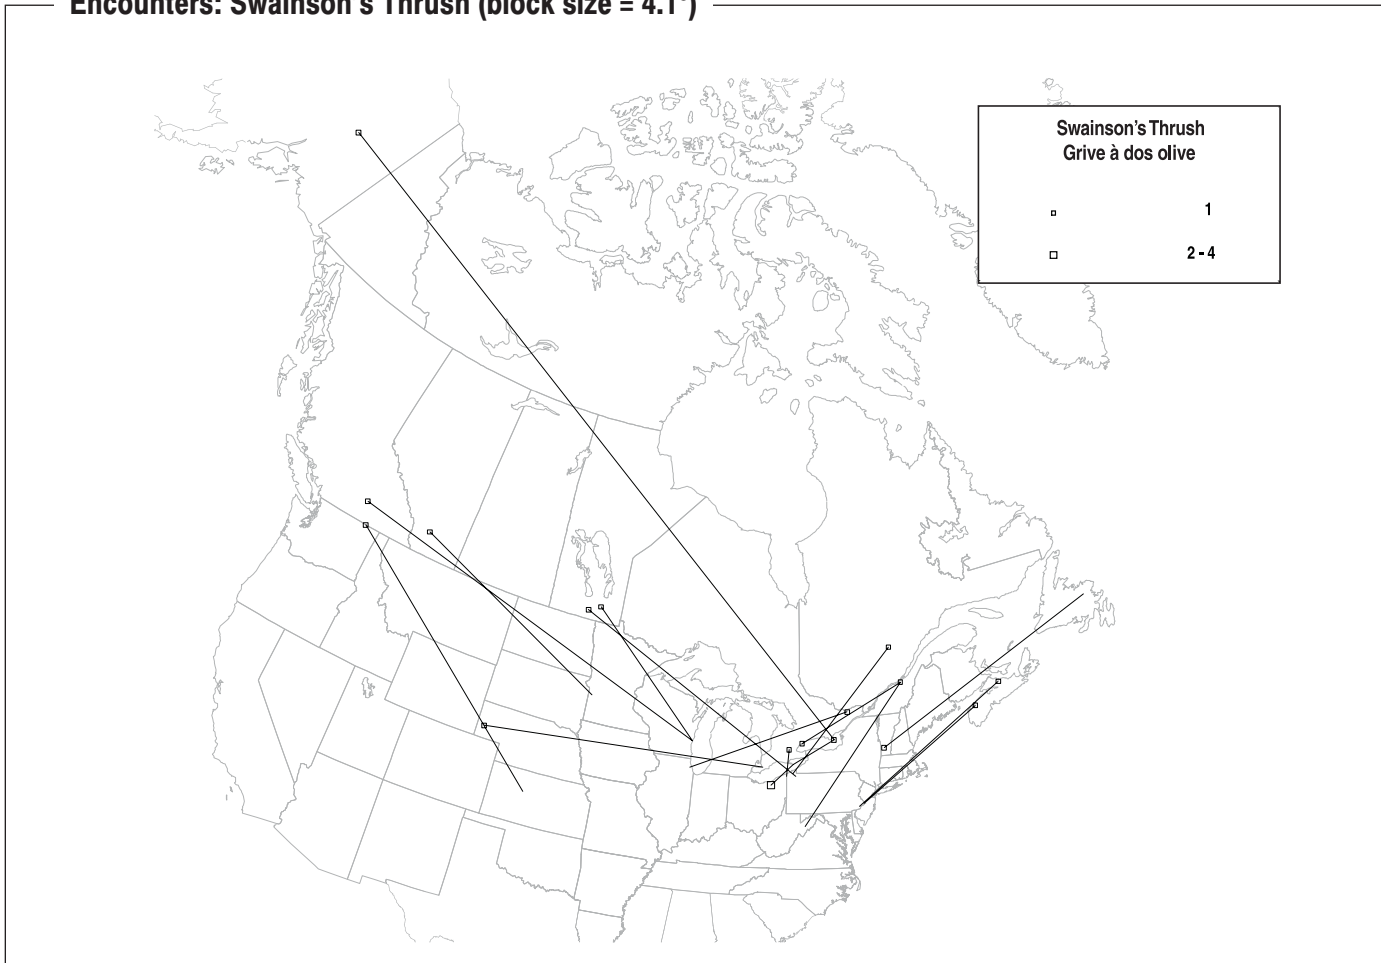 Encounters: Swainson's Thrush (block size = 4.1°)
Swainson's Thrush
Grive à dos olive
1
2 - 4